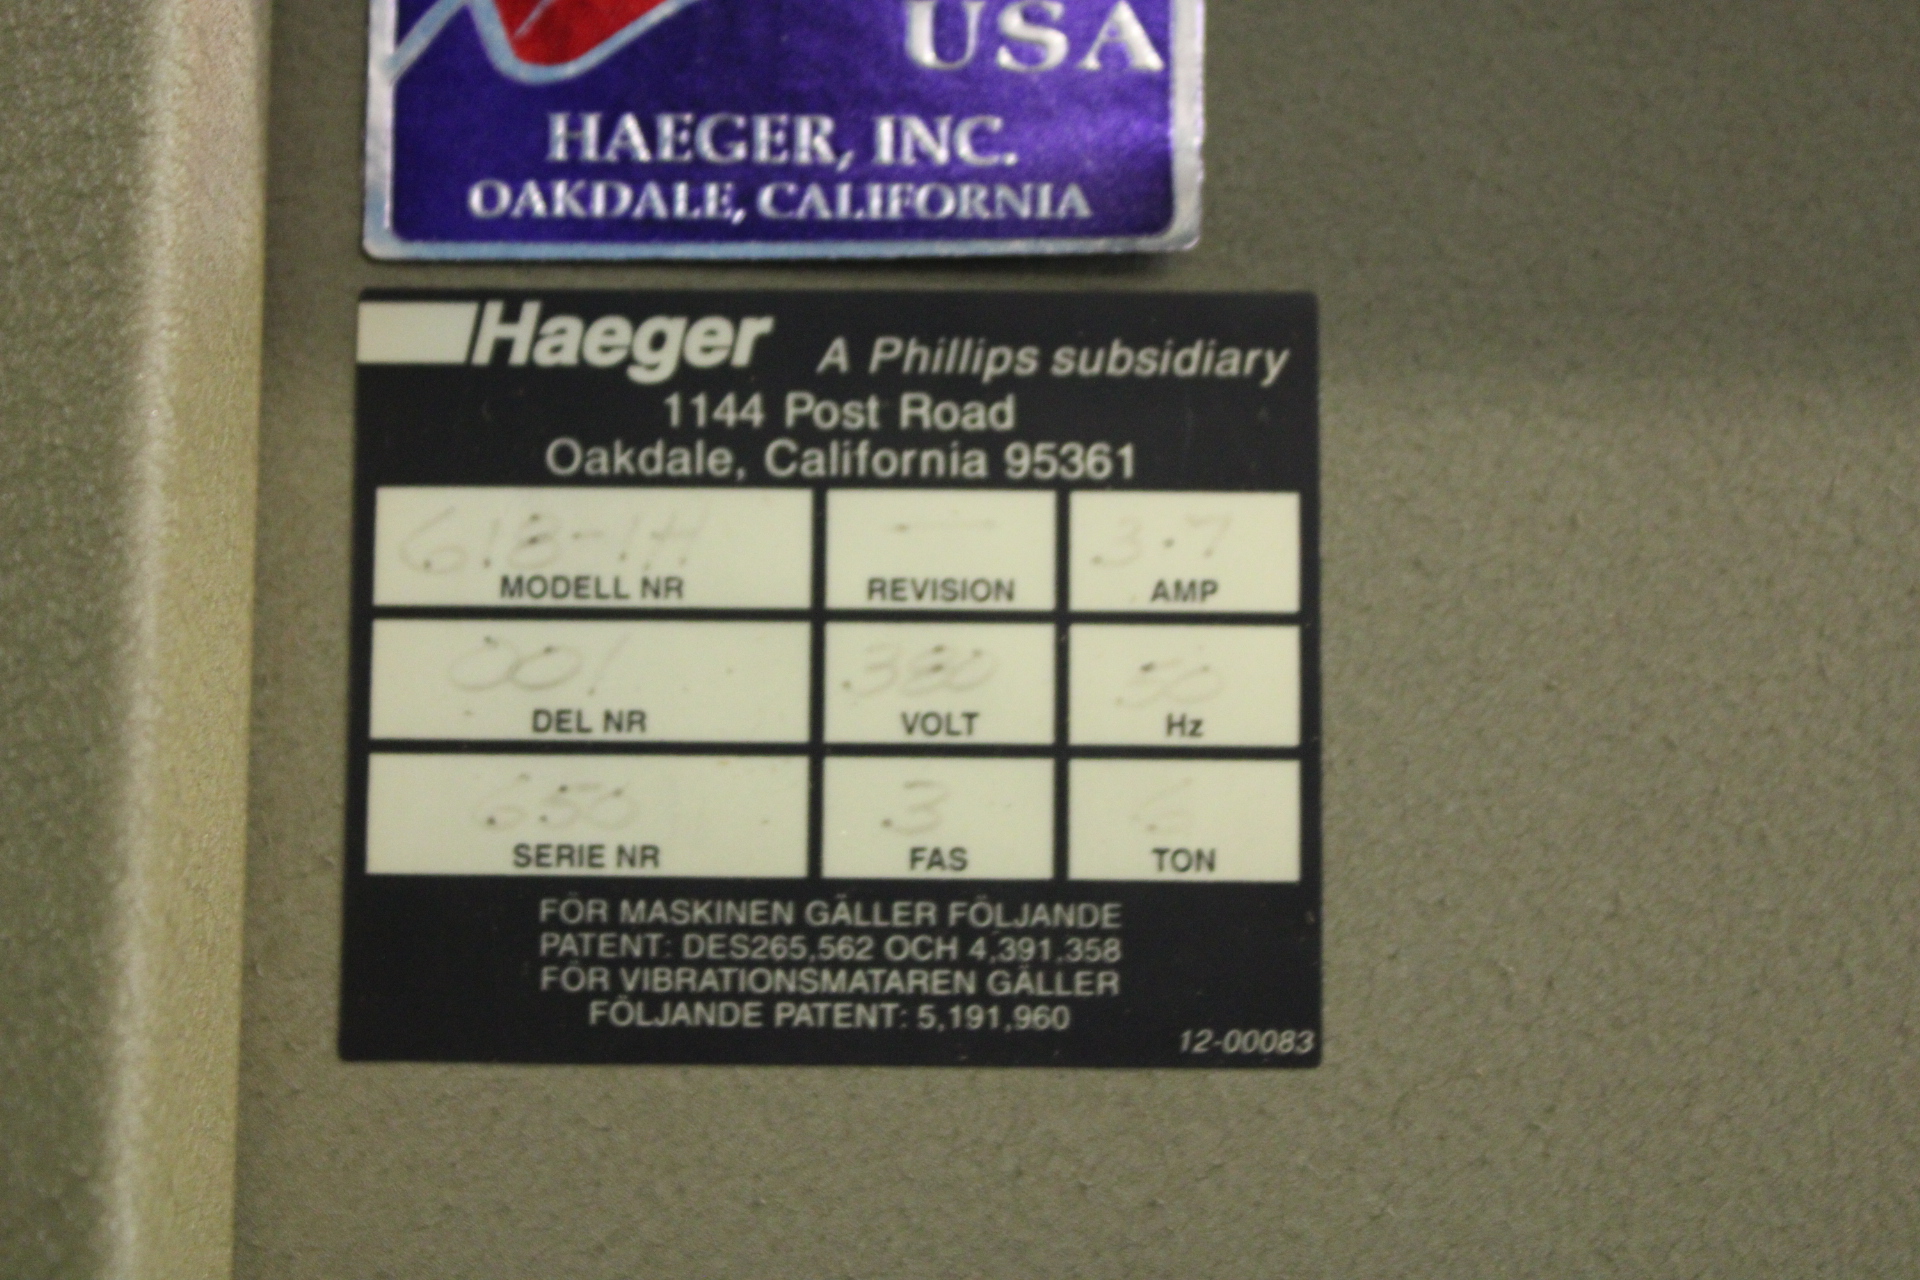 USA
HAEGER, INC.
OAKDALE, CALIFORNIA
Haeger A Phillips subsidiary
1144 Post Road
Oakdale, California 95361
618-1H — 3.7
MODELL NR REVISION AMP
001 380 50
DEL NR VOLT Hz
650 3 6
SERIE NR FAS TON
FÖR MASKINEN GÄLLER FÖLJANDE
PATENT: DES265,562 OCH 4,391,358
FÖR VIBRATIONSMATAREN GÄLLER
FÖLJANDE PATENT: 5,191,960
12-00083